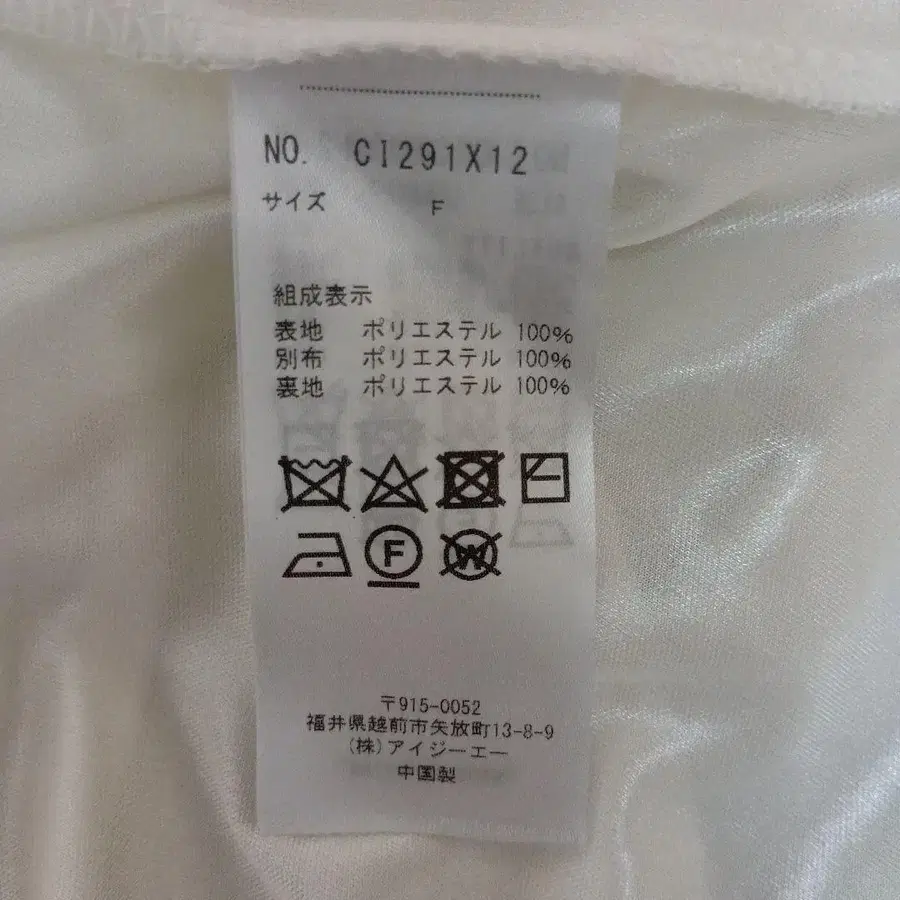 NO. CI291X12
サイズ F
組成表示
表地 ポリエステル 100%
別布 ポリエステル 100%
裏地 ポリエステル 100%
F
W
〒915-0052
福井県越前市矢放町13-8-9
(株)アイジーエー
中国製